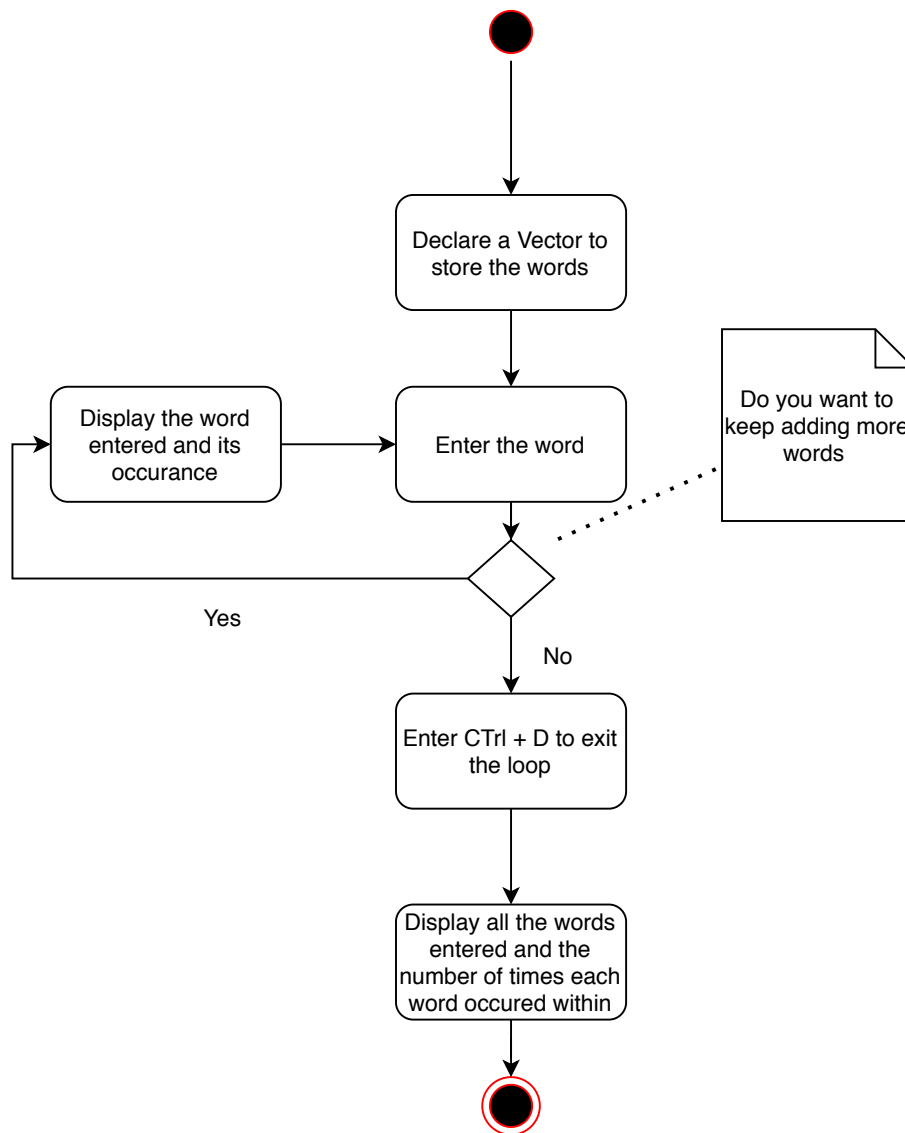 Declare a Vector to
store the words
Display the word
entered and its
occurance
Enter the word
Do you want to
keep adding more
words
Yes
No
Enter CTrl + D to exit
the loop
Display all the words
entered and the
number of times each
word occured within